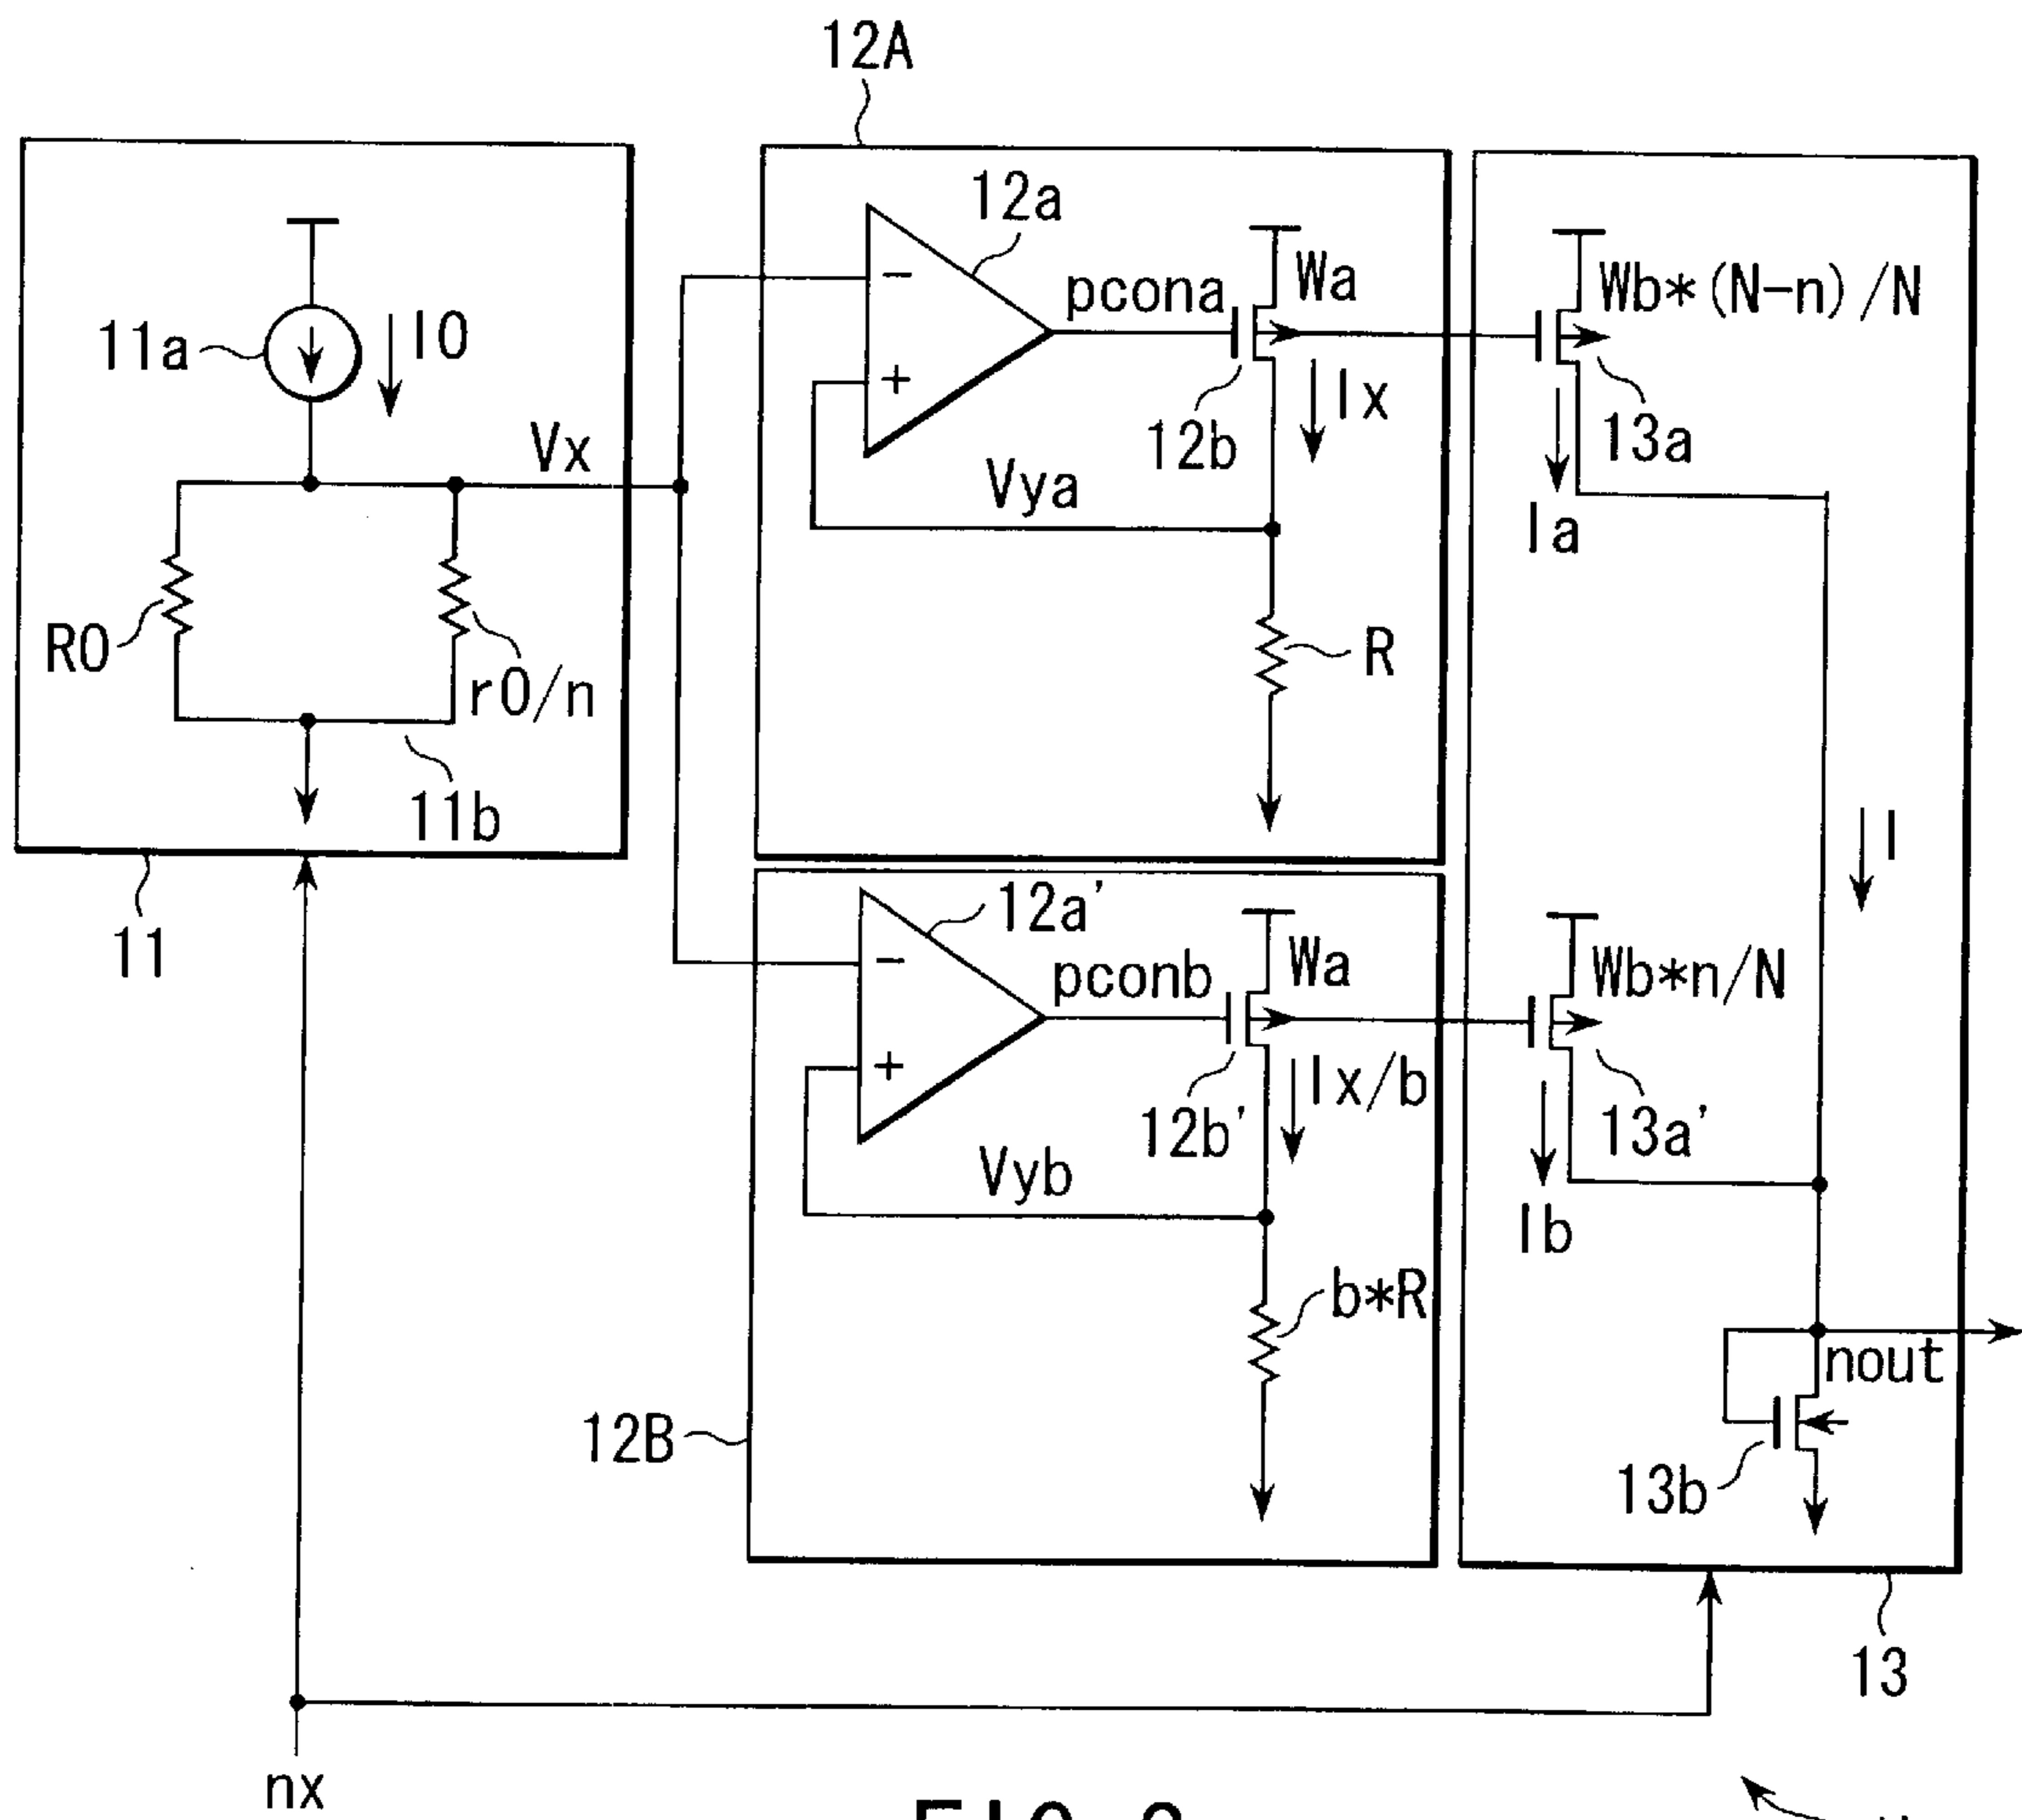 12A
12a
pcona
Wa
Wb*(N-n)/N
11a
I0
Vx
12b
Ix
13a
Vya
Ia
R0
r0/n
R
11b
I
11
12a'
pconb
Wa
Wb*n/N
Ix/b
12b'
13a'
Vyb
Ib
b*R
nout
12B
13b
13
nx